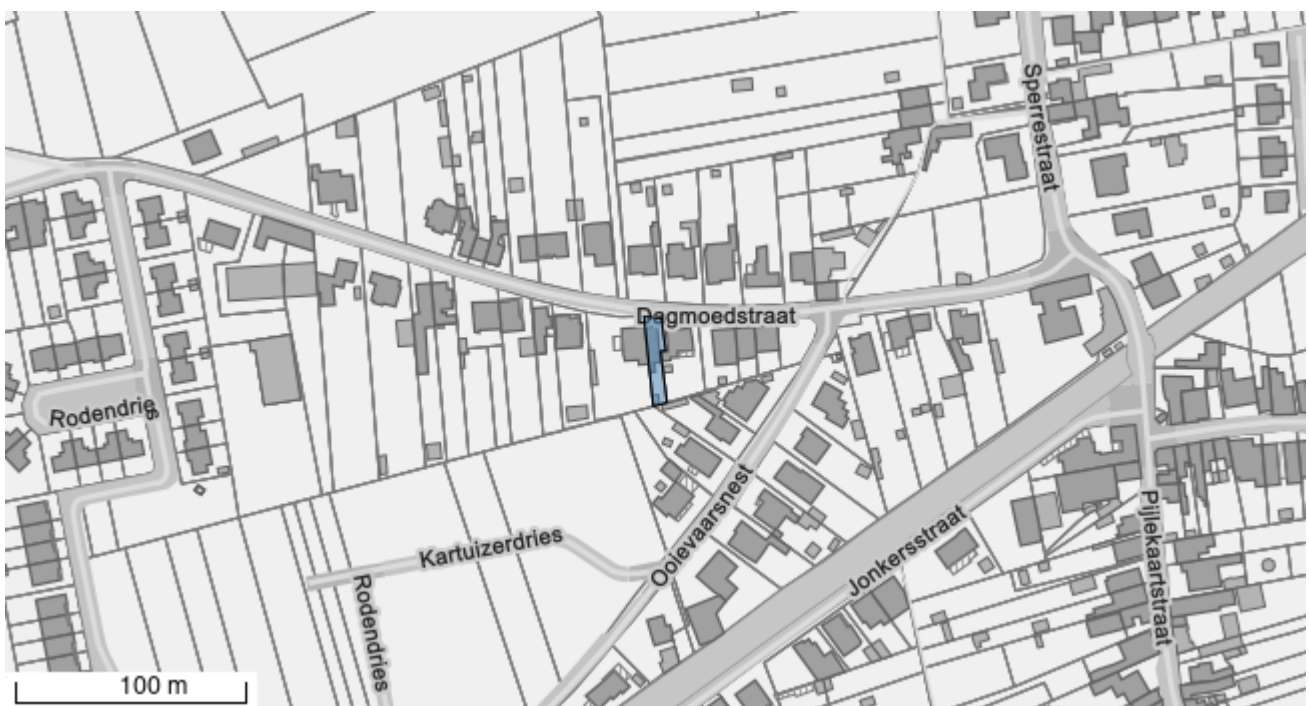 Sperrestraat
Dagmoedstraat
Rodendries
Ooievaarsnest
Kartuizerdries
Jonkersstraat
Pijlekaartstraat
Rodendries
100 m